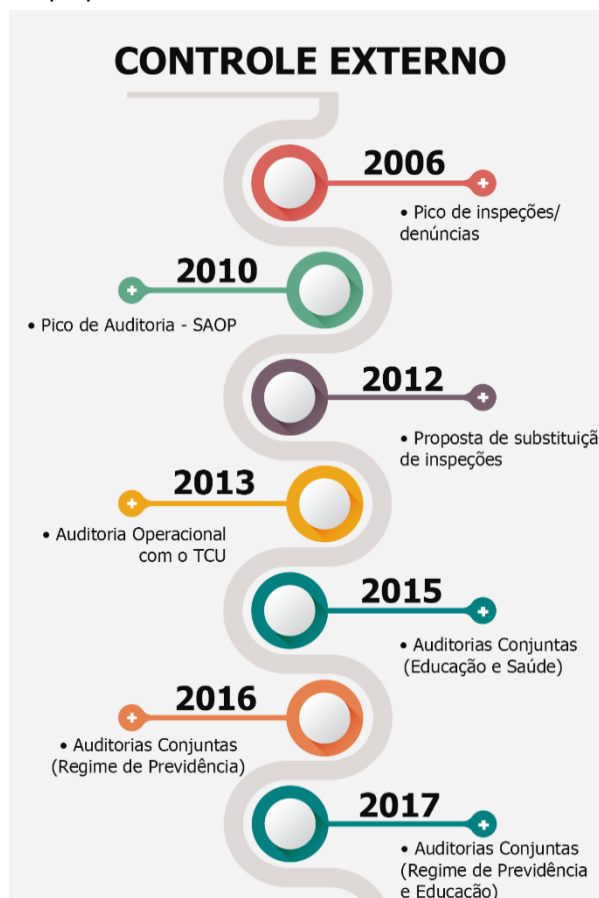 CONTROLE EXTERNO
2006
• Pico de inspeções/
denúncias
2010
• Pico de Auditoria - SAOP
2012
• Proposta de substituiçã
de inspeções
2013
• Auditoria Operacional
com o TCU
2015
• Auditorias Conjuntas
(Educação e Saúde)
2016
• Auditorias Conjuntas
(Regime de Previdência)
2017
• Auditorias Conjuntas
(Regime de Previdência
e Educação)